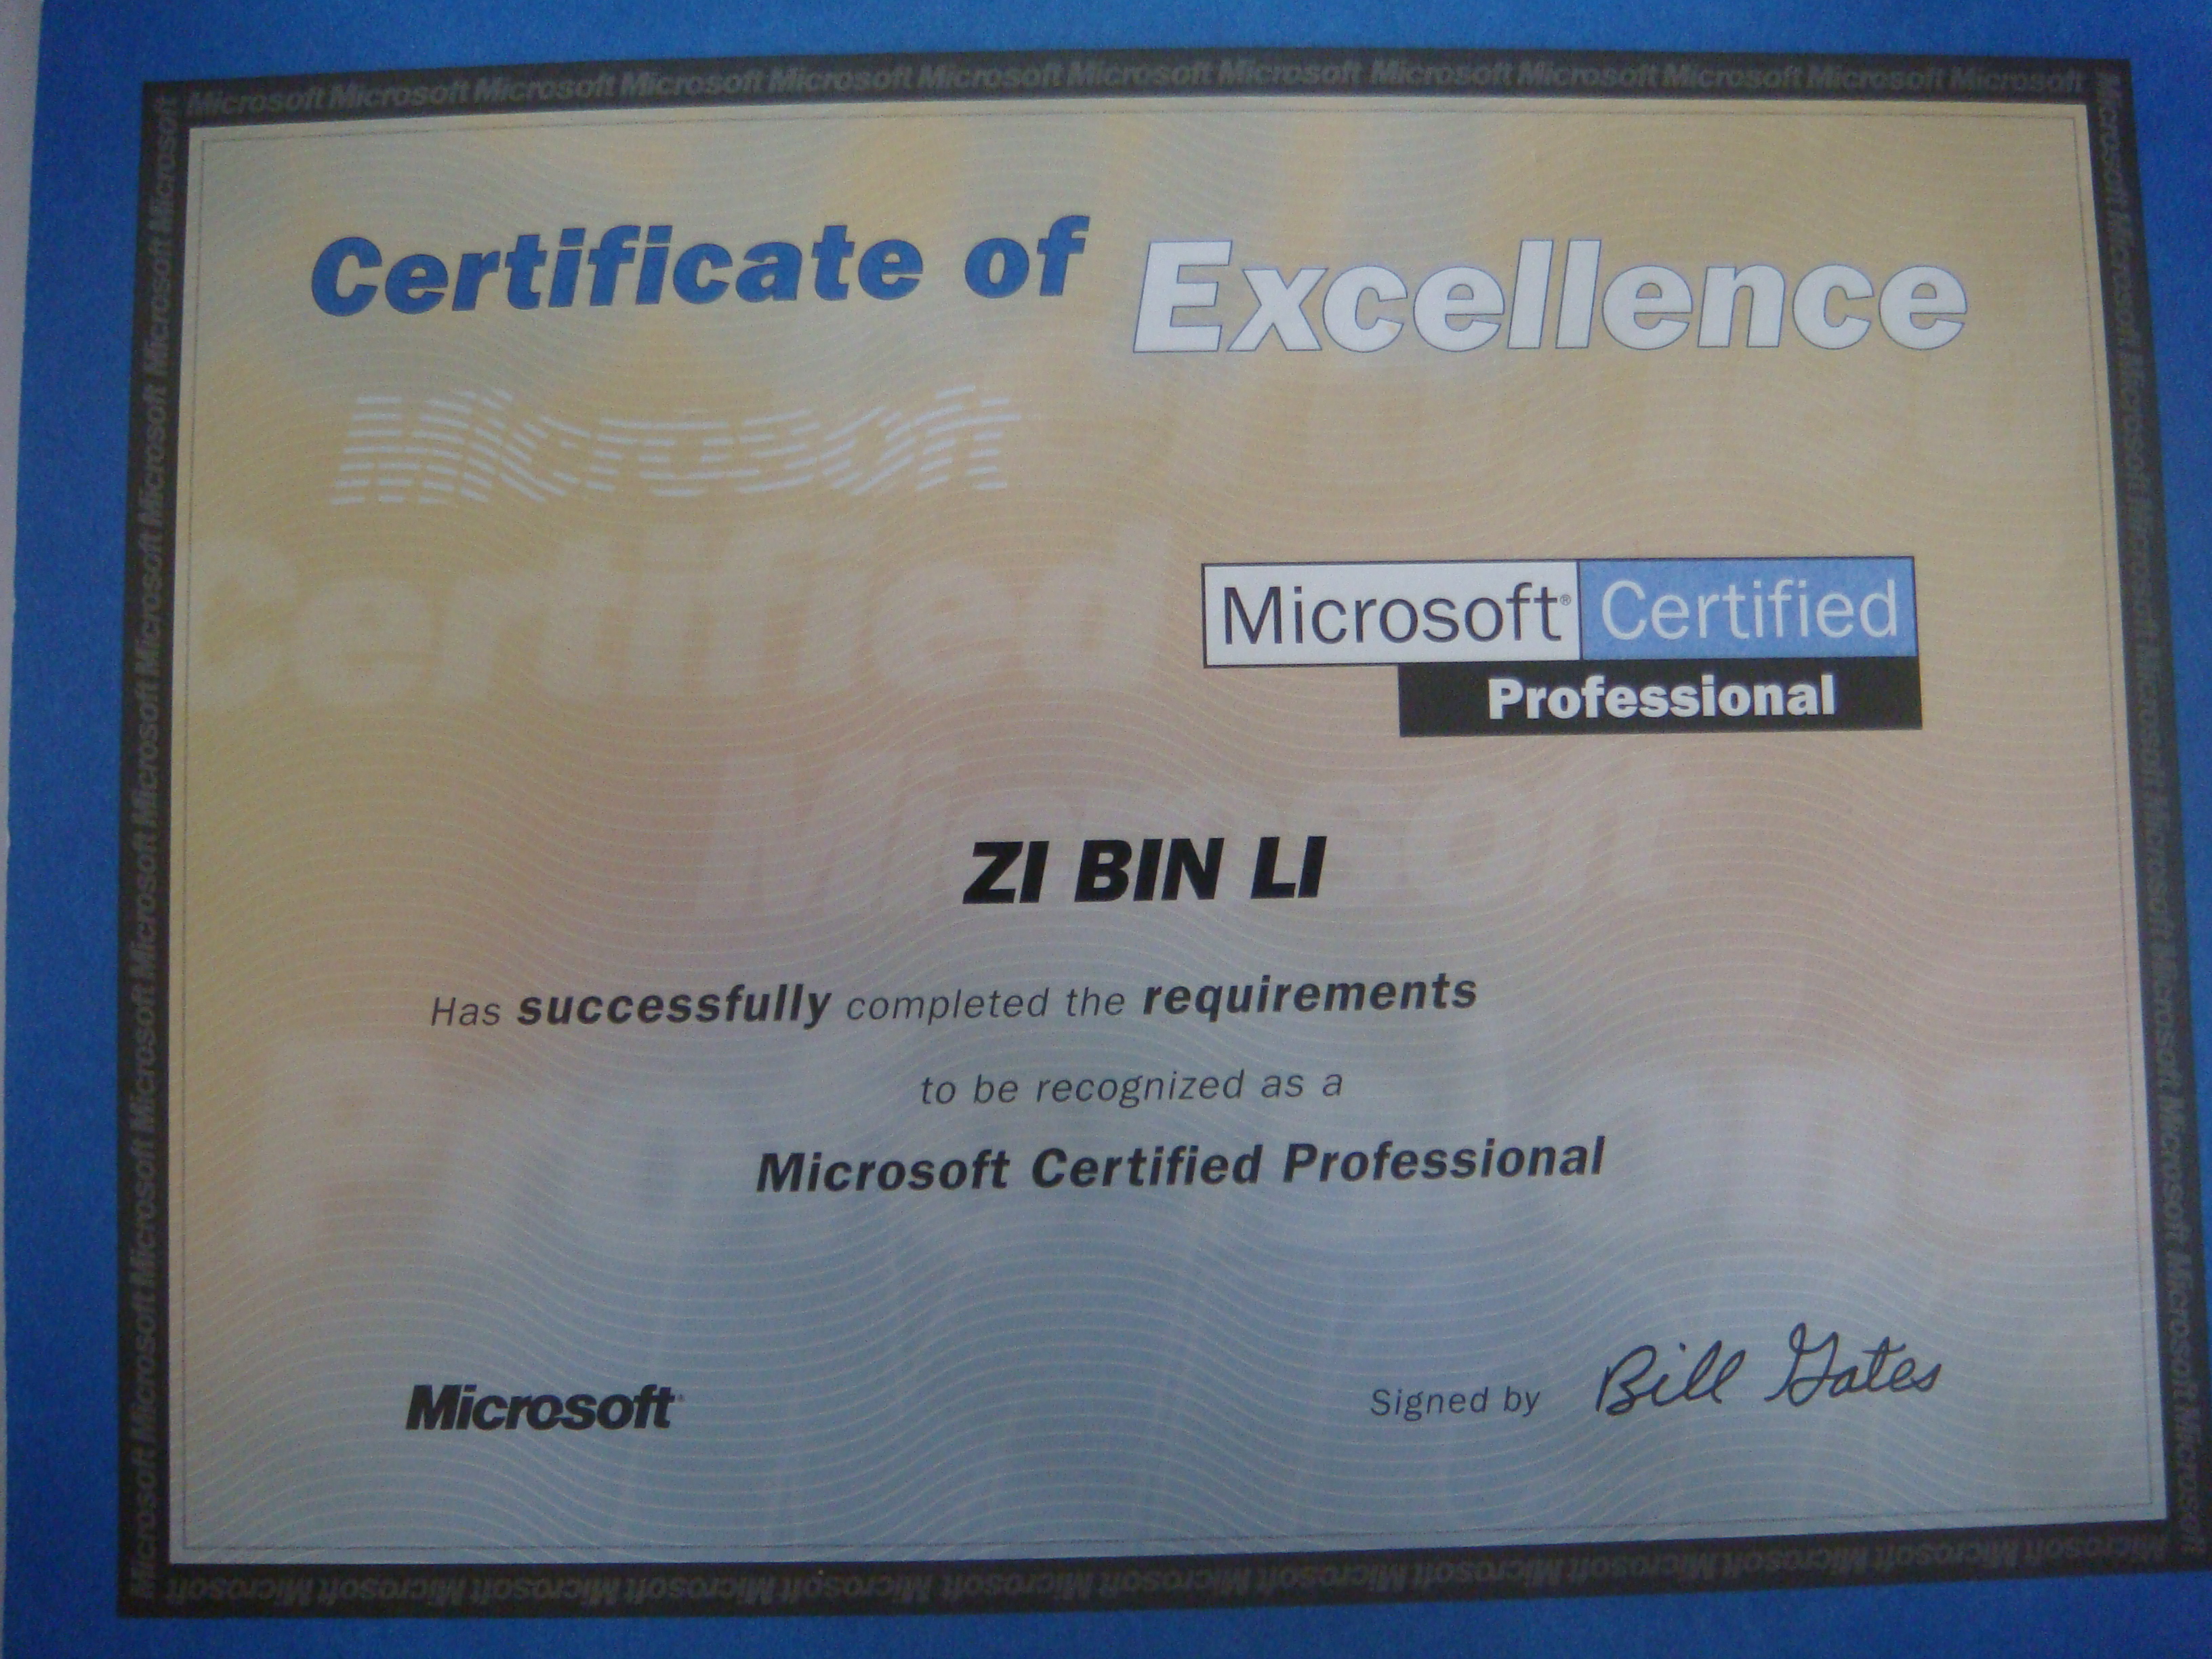 Microsoft Microsoft Microsoft Microsoft Microsoft Microsoft Microsoft Microsoft Microsoft Microsoft Microsoft Microsoft Microsoft
Certificate of Excellence
Microsoft
Certified
Microsoft® Certified
Professional
Microsoft
ZI BIN LI
Has successfully completed the requirements
to be recognized as a
Microsoft Certified Professional
Microsoft
Signed by Bill Gates